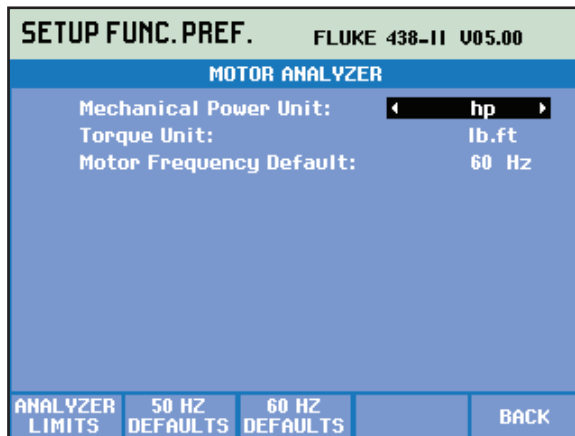 SETUP FUNC. PREF. FLUKE 438-II V05.00
MOTOR ANALYZER
Mechanical Power Unit: hp
Torque Unit: lb.ft
Motor Frequency Default: 60 Hz
ANALYZER LIMITS 50 HZ DEFAULTS 60 HZ DEFAULTS BACK